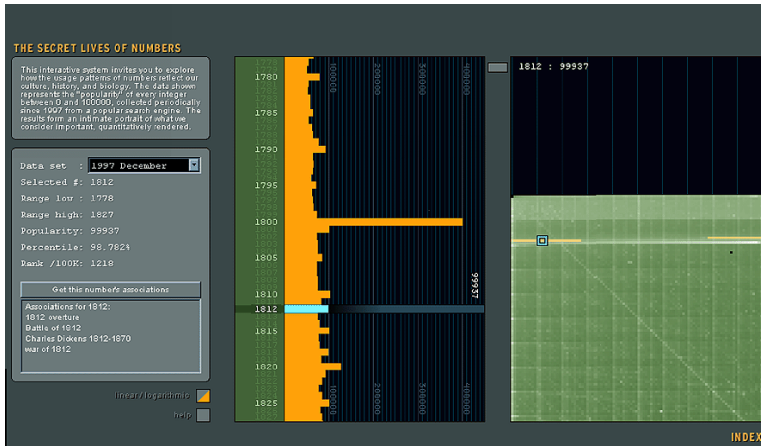 THE SECRET LIVES OF NUMBERS
This interactive system invites you to explore
how the usage patterns of numbers reflect our
culture, history, and biology. The data shown
represents the "popularity" of every integer
between 0 and 100000, collected periodically
since 1997 from a popular search engine. The
results form an intimate portrait of what we
consider important, quantitatively rendered.
Data set : 1997 December
Selected #: 1812
Range low : 1778
Range high: 1827
Popularity: 99937
Percentile: 98.782%
Rank /100K: 1218
Get this number's associations
Associations for 1812:
1812 overture
Battle of 1812
Charles Dickens 1812-1870
war of 1812
linear/logarithmic
help
1780
1785
1790
1795
1800
1805
1810
1812
1815
1820
1825
100000
200000
300000
400000
99937
100000
200000
300000
400000
1812 : 99937
INDEX